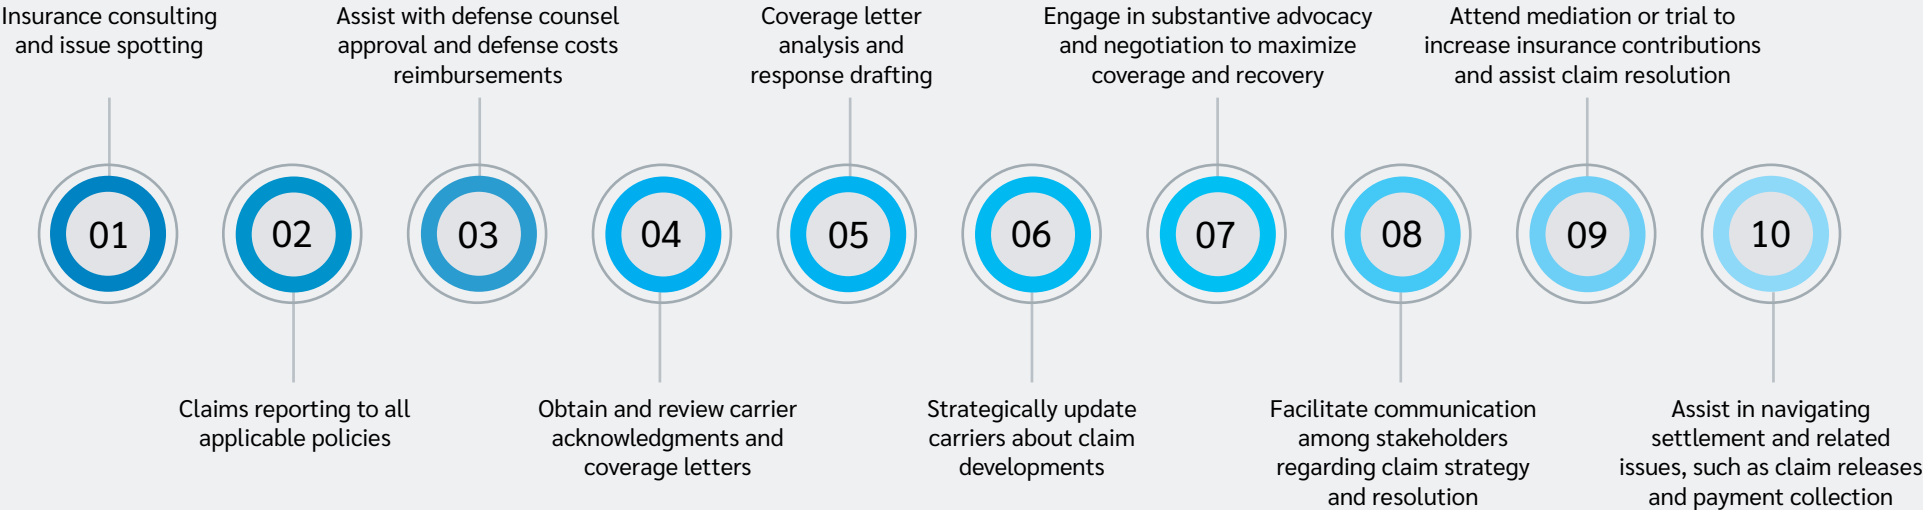 Insurance consulting
and issue spotting
Assist with defense counsel
approval and defense costs
reimbursements
Coverage letter
analysis and
response drafting
Engage in substantive advocacy
and negotiation to maximize
coverage and recovery
Attend mediation or trial to
increase insurance contributions
and assist claim resolution
01
02
03
04
05
06
07
08
09
10
Claims reporting to all
applicable policies
Obtain and review carrier
acknowledgments and
coverage letters
Strategically update
carriers about claim
developments
Facilitate communication
among stakeholders
regarding claim strategy
and resolution
Assist in navigating
settlement and related
issues, such as claim releases
and payment collection